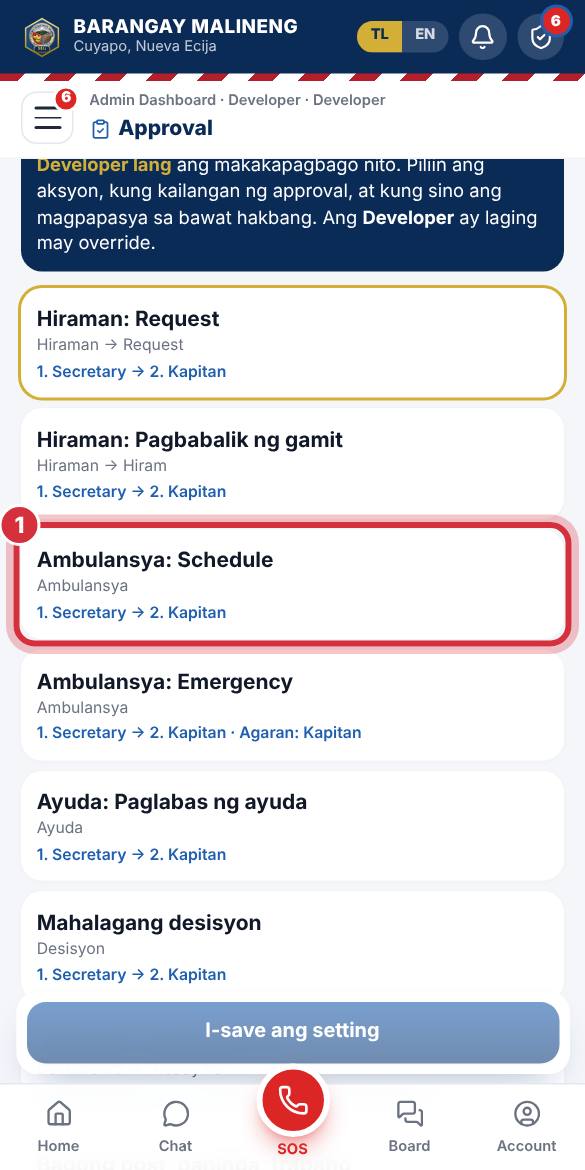 BARANGAY MALINENG
Cuyapo, Nueva Ecija
TL EN
6
6
Admin Dashboard · Developer · Developer
Approval
Developer lang ang makakapagbago nito. Piliin ang
aksyon, kung kailangan ng approval, at kung sino ang
magpapasya sa bawat hakbang. Ang Developer ay laging
may override.
Hiraman: Request
Hiraman → Request
1. Secretary → 2. Kapitan
Hiraman: Pagbabalik ng gamit
Hiraman → Hiram
1. Secretary → 2. Kapitan
1
Ambulansya: Schedule
Ambulansya
1. Secretary → 2. Kapitan
Ambulansya: Emergency
Ambulansya
1. Secretary → 2. Kapitan · Agaran: Kapitan
Ayuda: Paglabas ng ayuda
Ayuda
1. Secretary → 2. Kapitan
Mahalagang desisyon
Desisyon
1. Secretary → 2. Kapitan
I-save ang setting
Home
Chat
SOS
Board
Account